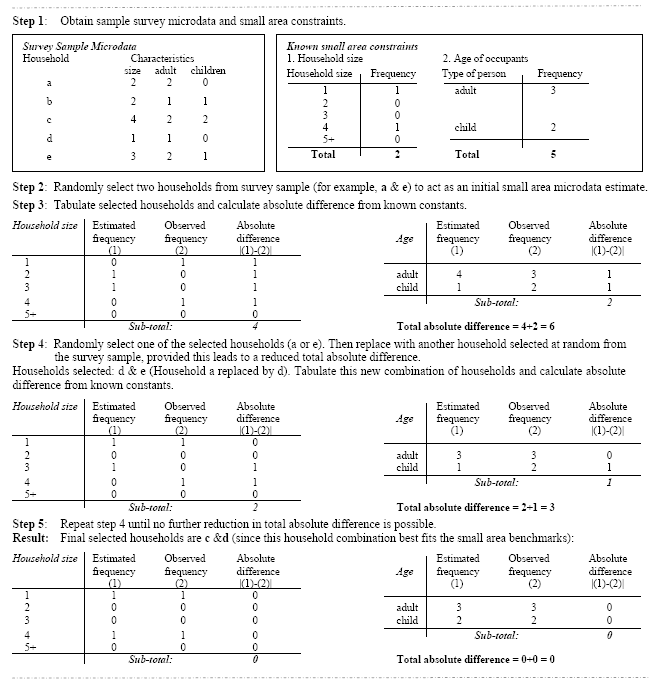 Step 1: Obtain sample survey microdata and small area constraints.
Survey Sample Microdata
Household Characteristics
size adult children
a 2 2 0
b 2 1 1
c 4 2 2
d 1 1 0
e 3 2 1
Known small area constraints
1. Household size
Household size Frequency
1 1
2 0
3 0
4 1
5+ 0
Total 2
2. Age of occupants
Type of person Frequency
adult 3
child 2
Total 5
Step 2: Randomly select two households from survey sample (for example, a & e) to act as an initial small area microdata estimate.
Step 3: Tabulate selected households and calculate absolute difference from known constants.
Household size Estimated Observed Absolute
frequency frequency difference
(1) (2) |(1)-(2)|
1 0 1 1
2 1 0 1
3 1 0 1
4 0 1 1
5+ 0 0 0
Sub-total: 4
Estimated Observed Absolute
Age frequency frequency difference
(1) (2) |(1)-(2)|
adult 4 3 1
child 1 2 1
Sub-total: 2
Total absolute difference = 4+2 = 6
Step 4: Randomly select one of the selected households (a or e). Then replace with another household selected at random from
the survey sample, provided this leads to a reduced total absolute difference.
Households selected: d & e (Household a replaced by d). Tabulate this new combination of households and calculate absolute
difference from known constants.
Household size Estimated Observed Absolute
frequency frequency difference
(1) (2) |(1)-(2)|
1 1 1 0
2 0 0 0
3 1 0 1
4 0 1 1
5+ 0 0 0
Sub-total: 2
Estimated Observed Absolute
Age frequency frequency difference
(1) (2) |(1)-(2)|
adult 3 3 0
child 1 2 1
Sub-total: 1
Total absolute difference = 2+1 = 3
Step 5: Repeat step 4 until no further reduction in total absolute difference is possible.
Result: Final selected households are c &d (since this household combination best fits the small area benchmarks):
Household size Estimated Observed Absolute
frequency frequency difference
(1) (2) |(1)-(2)|
1 1 1 0
2 0 0 0
3 0 0 0
4 1 1 0
5+ 0 0 0
Sub-total: 0
Estimated Observed Absolute
Age frequency frequency difference
(1) (2) |(1)-(2)|
adult 3 3 0
child 2 2 0
Sub-total: 0
Total absolute difference = 0+0 = 0